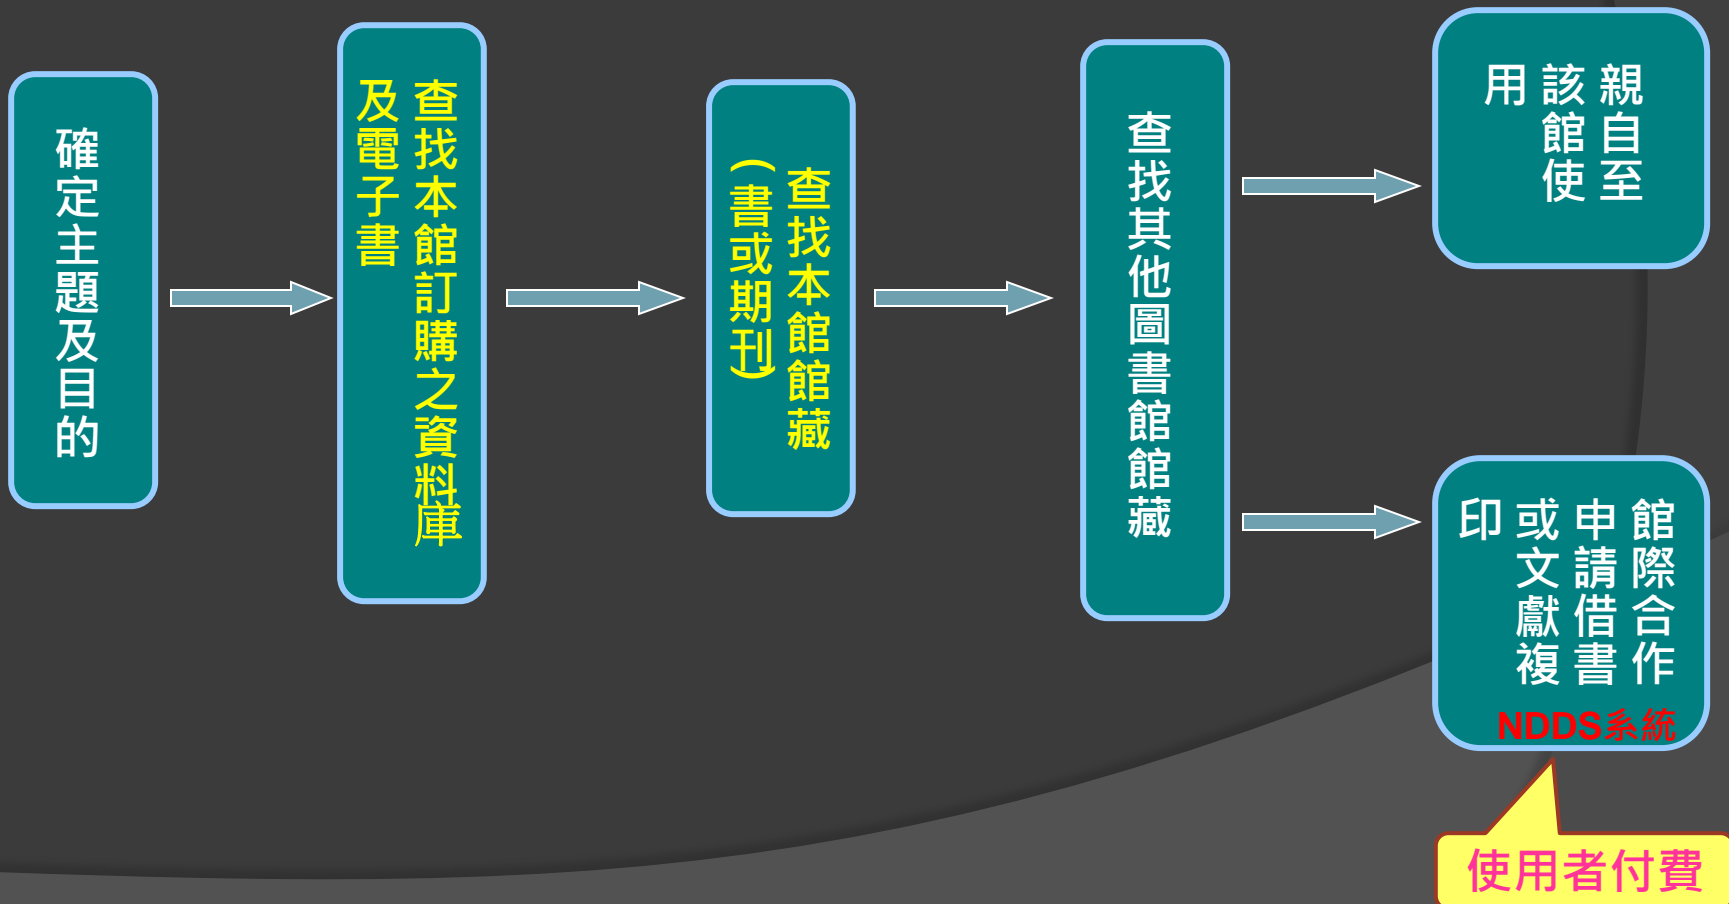 確定主題及目的
查找本館訂購之資料庫
及電子書
查找本館館藏
(書或期刊)
查找其他圖書館館藏
親自至
該館使
用
館際合作
申請借書
或文獻複
印
NDDS系統
使用者付費